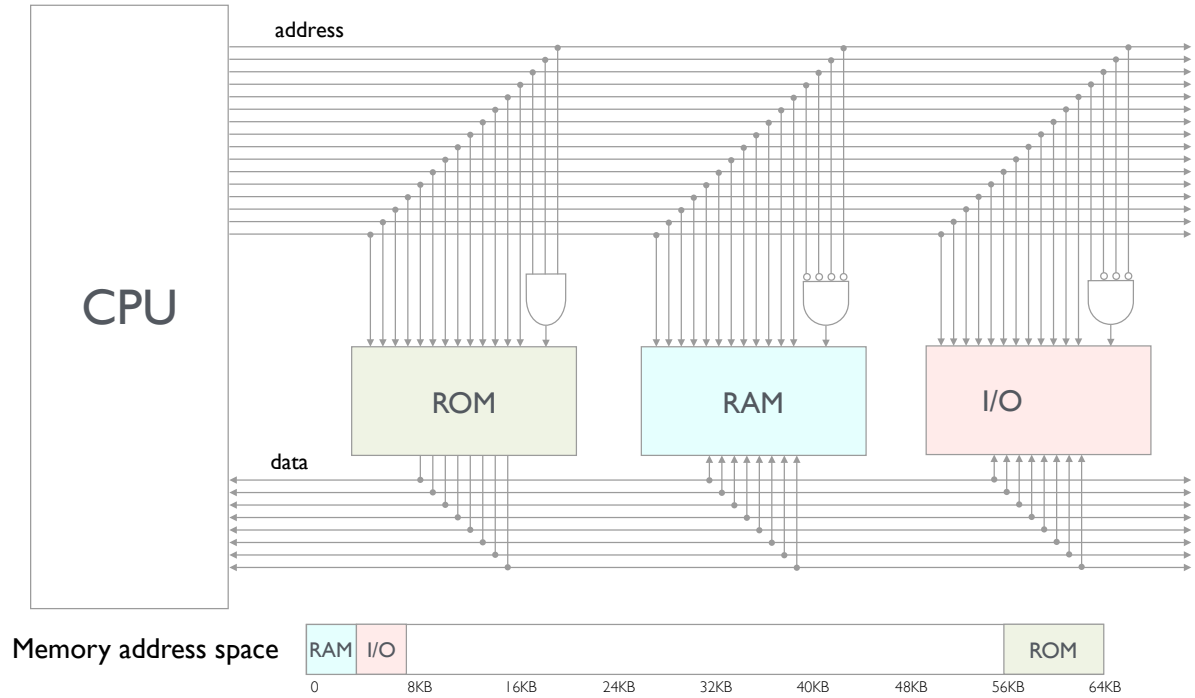 address
CPU
ROM
RAM
I/O
data
Memory address space
RAM
I/O
ROM
0
8KB
16KB
24KB
32KB
40KB
48KB
56KB
64KB